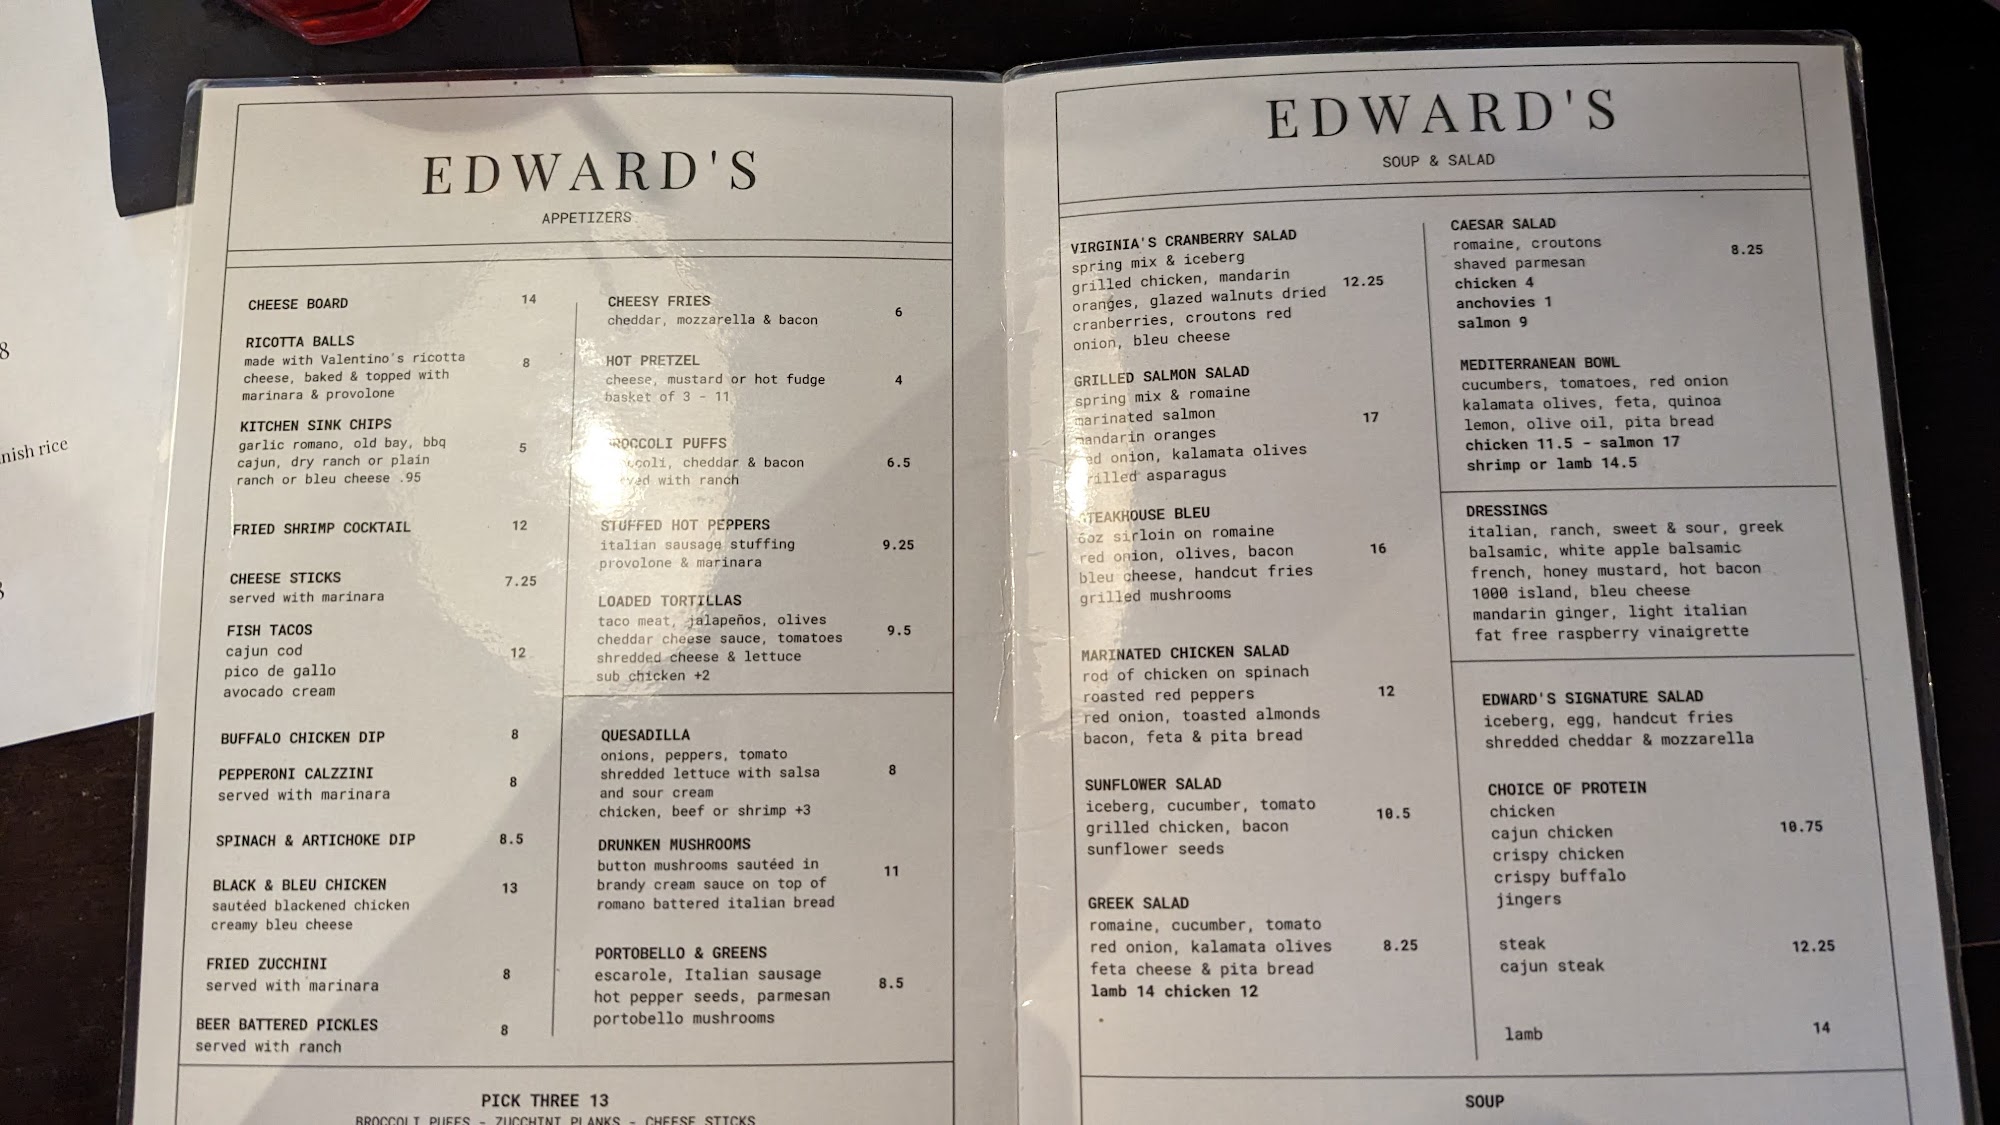 8
nish rice
EDWARD'S
APPETIZERS
CHEESE BOARD 14
RICOTTA BALLS
made with Valentino's ricotta 8
cheese, baked & topped with
marinara & provolone
KITCHEN SINK CHIPS
garlic romano, old bay, bbq 5
cajun, dry ranch or plain
ranch or bleu cheese .95
FRIED SHRIMP COCKTAIL 12
CHEESE STICKS 7.25
served with marinara
FISH TACOS
cajun cod 12
pico de gallo
avocado cream
BUFFALO CHICKEN DIP 8
PEPPERONI CALZZINI 8
served with marinara
SPINACH & ARTICHOKE DIP 8.5
BLACK & BLEU CHICKEN 13
sautéed blackened chicken
creamy bleu cheese
FRIED ZUCCHINI 8
served with marinara
BEER BATTERED PICKLES 8
served with ranch
CHEESY FRIES 6
cheddar, mozzarella & bacon
HOT PRETZEL
cheese, mustard or hot fudge 4
basket of 3 - 11
BROCCOLI PUFFS
broccoli, cheddar & bacon 6.5
served with ranch
STUFFED HOT PEPPERS
italian sausage stuffing 9.25
provolone & marinara
LOADED TORTILLAS
taco meat, jalapeños, olives 9.5
cheddar cheese sauce, tomatoes
shredded cheese & lettuce
sub chicken +2
QUESADILLA
onions, peppers, tomato
shredded lettuce with salsa 8
and sour cream
chicken, beef or shrimp +3
DRUNKEN MUSHROOMS
button mushrooms sautéed in 11
brandy cream sauce on top of
romano battered italian bread
PORTOBELLO & GREENS
escarole, Italian sausage 8.5
hot pepper seeds, parmesan
portobello mushrooms
PICK THREE 13
BROCCOLI PUFFS - ZUCCHINI PLANKS - CHEESE STICKS
EDWARD'S
SOUP & SALAD
VIRGINIA'S CRANBERRY SALAD
spring mix & iceberg
grilled chicken, mandarin 12.25
oranges, glazed walnuts dried
cranberries, croutons red
onion, bleu cheese
GRILLED SALMON SALAD
spring mix & romaine
marinated salmon 17
mandarin oranges
red onion, kalamata olives
grilled asparagus
STEAKHOUSE BLEU
6oz sirloin on romaine
red onion, olives, bacon 16
bleu cheese, handcut fries
grilled mushrooms
MARINATED CHICKEN SALAD
rod of chicken on spinach
roasted red peppers 12
red onion, toasted almonds
bacon, feta & pita bread
SUNFLOWER SALAD
iceberg, cucumber, tomato 10.5
grilled chicken, bacon
sunflower seeds
GREEK SALAD
romaine, cucumber, tomato
red onion, kalamata olives 8.25
feta cheese & pita bread
lamb 14 chicken 12
CAESAR SALAD
romaine, croutons 8.25
shaved parmesan
chicken 4
anchovies 1
salmon 9
MEDITERRANEAN BOWL
cucumbers, tomatoes, red onion
kalamata olives, feta, quinoa
lemon, olive oil, pita bread
chicken 11.5 - salmon 17
shrimp or lamb 14.5
DRESSINGS
italian, ranch, sweet & sour, greek
balsamic, white apple balsamic
french, honey mustard, hot bacon
1000 island, bleu cheese
mandarin ginger, light italian
fat free raspberry vinaigrette
EDWARD'S SIGNATURE SALAD
iceberg, egg, handcut fries
shredded cheddar & mozzarella
CHOICE OF PROTEIN
chicken
cajun chicken 10.75
crispy chicken
crispy buffalo
jingers
steak 12.25
cajun steak
lamb 14
SOUP